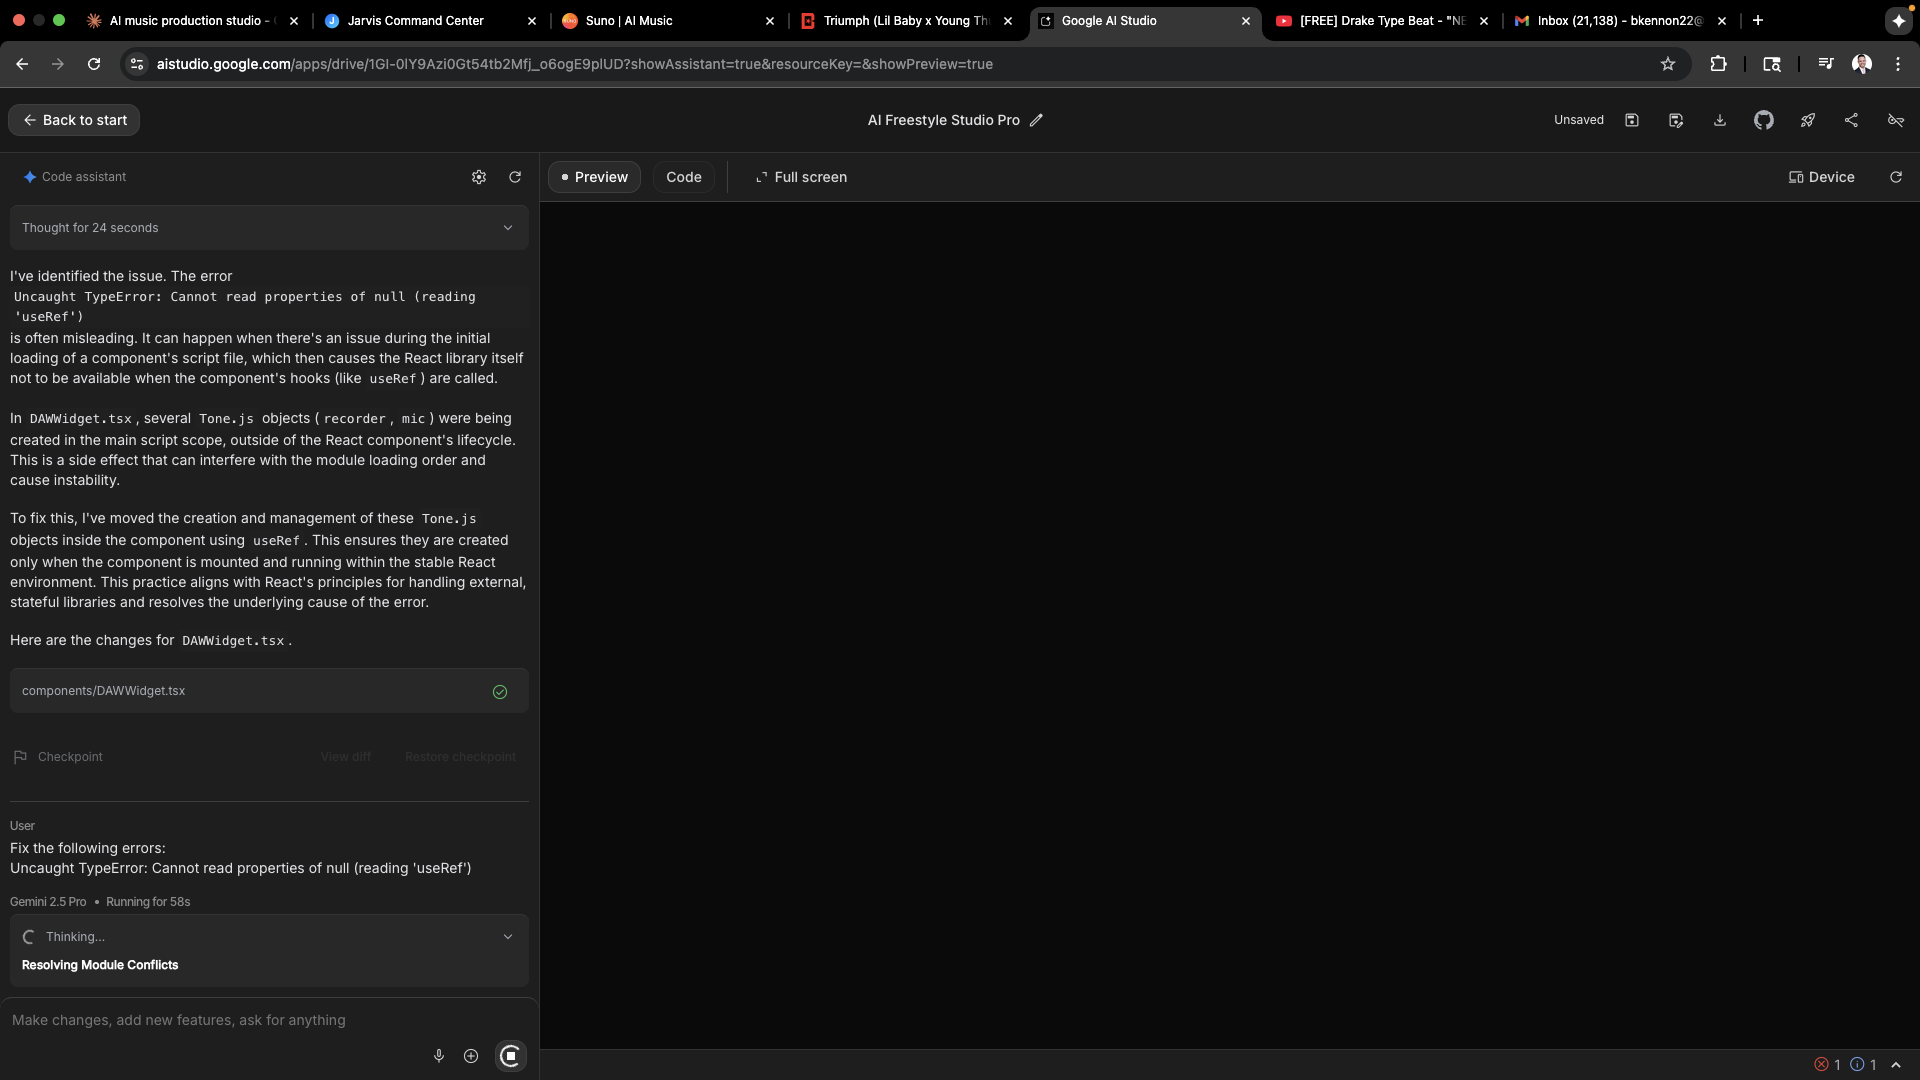 AI music production studio -
Jarvis Command Center
Suno | AI Music
Triumph (Lil Baby x Young Th
Google AI Studio
[FREE] Drake Type Beat - "NE
Inbox (21,138) - bkennon22@
aistudio.google.com/apps/drive/1GI-0lY9Azi0Gt54tb2Mfj_o6ogE9plUD?showAssistant=true&resourceKey=&showPreview=true
Back to start
AI Freestyle Studio Pro
Unsaved
Code assistant
Preview
Code
Full screen
Device
Thought for 24 seconds
I've identified the issue. The error
Uncaught TypeError: Cannot read properties of null (reading
'useRef')
is often misleading. It can happen when there's an issue during the initial
loading of a component's script file, which then causes the React library itself
not to be available when the component's hooks (like useRef) are called.
In DAWWidget.tsx, several Tone.js objects (recorder, mic) were being
created in the main script scope, outside of the React component's lifecycle.
This is a side effect that can interfere with the module loading order and
cause instability.
To fix this, I've moved the creation and management of these Tone.js
objects inside the component using useRef. This ensures they are created
only when the component is mounted and running within the stable React
environment. This practice aligns with React's principles for handling external,
stateful libraries and resolves the underlying cause of the error.
Here are the changes for DAWWidget.tsx.
components/DAWWidget.tsx
Checkpoint
View diff
Restore checkpoint
User
Fix the following errors:
Uncaught TypeError: Cannot read properties of null (reading 'useRef')
Gemini 2.5 Pro • Running for 58s
Thinking...
Resolving Module Conflicts
Make changes, add new features, ask for anything
1
1